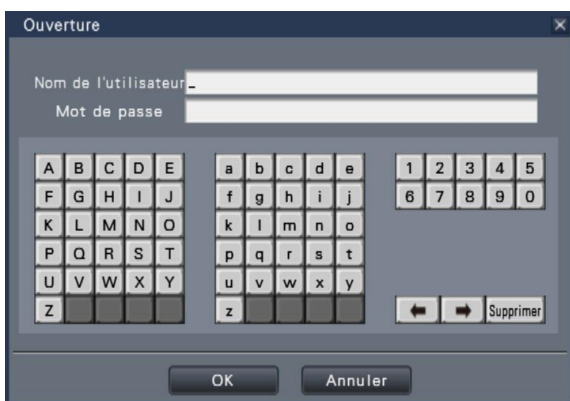 Ouverture
Nom de l'utilisateur
Mot de passe
A B C D E a b c d e 1 2 3 4 5
F G H I J f g h i j 6 7 8 9 0
K L M N O k l m n o
P Q R S T p q r s t
U V W X Y u v w x y
Z z Supprimer
OK Annuler